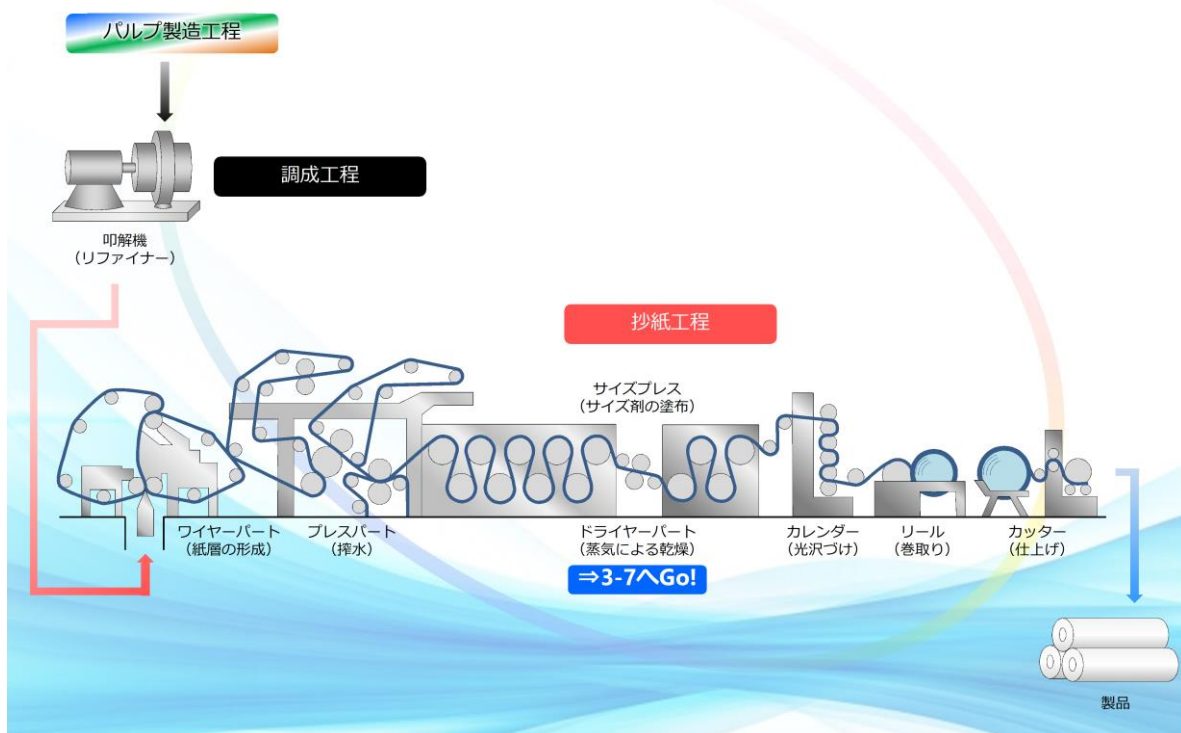 パルプ製造工程
調成工程
叩解機
（リファイナー）
抄紙工程
サイズプレス
（サイズ剤の塗布）
ワイヤーパート
（紙層の形成）
プレスパート
（搾水）
ドライヤーパート
（蒸気による乾燥）
カレンダー
（光沢づけ）
リール
（巻取り）
カッター
（仕上げ）
⇒3-7へGo!
製品